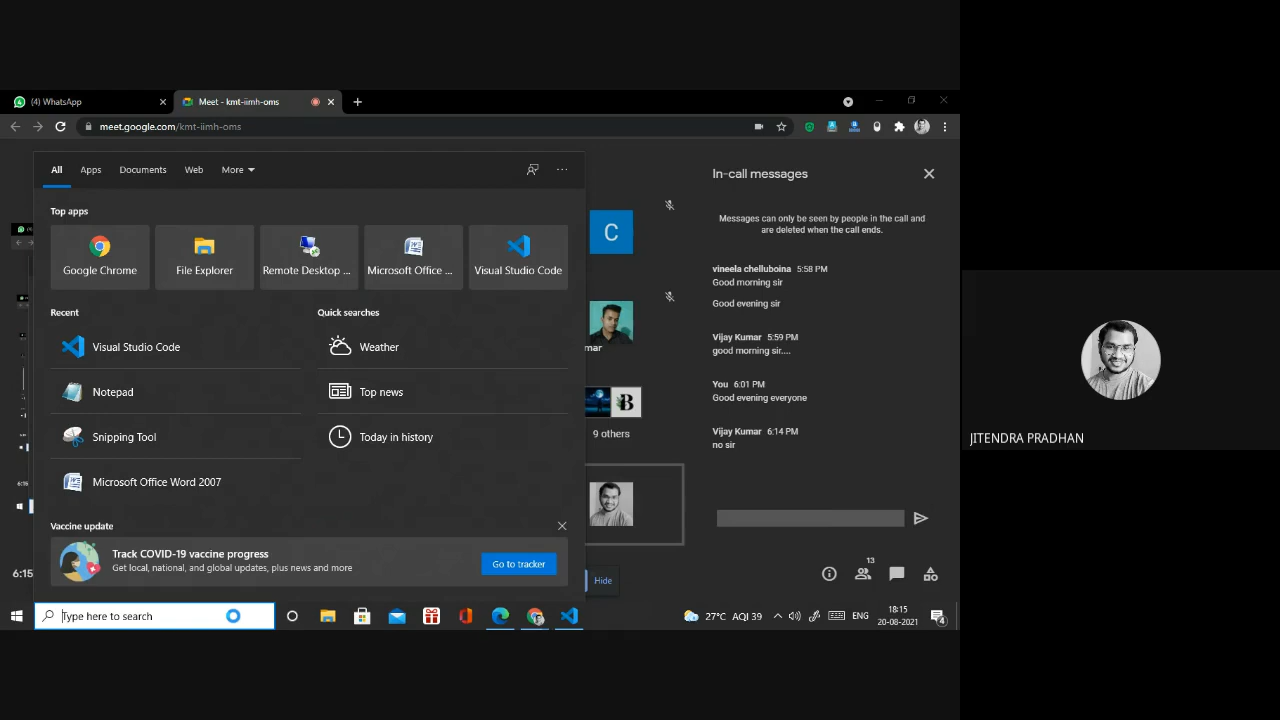 (4) WhatsApp
Meet - kmt-iimh-oms
meet.google.com/kmt-iimh-oms
All Apps Documents Web More
Top apps
Google Chrome File Explorer Remote Desktop ... Microsoft Office ... Visual Studio Code
Recent
Visual Studio Code
Notepad
Snipping Tool
Microsoft Office Word 2007
Quick searches
Weather
Top news
Today in history
Vaccine update
Track COVID-19 vaccine progress
Get local, national, and global updates, plus news and more
Go to tracker
C
mar
B
9 others
Hide
In-call messages
Messages can only be seen by people in the call and
are deleted when the call ends.
vineela chelluboina 5:58 PM
Good morning sir
Good evening sir
Vijay Kumar 5:59 PM
good morning sir....
You 6:01 PM
Good evening everyone
Vijay Kumar 6:14 PM
no sir
13
6:15
Type here to search
27°C AQI 39
ENG
18:15
20-08-2021
4
JITENDRA PRADHAN